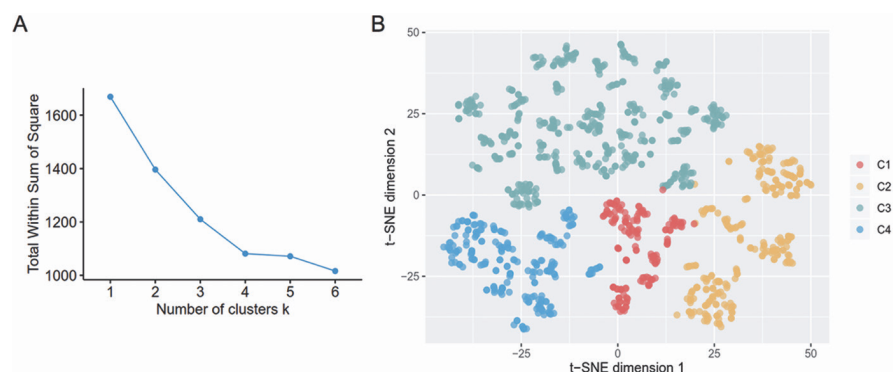 A
Total Within Sum of Square
1600
1400
1200
1000
1 2 3 4 5 6
Number of clusters k
B
t-SNE dimension 2
50
25
0
-25
-25 0 25 50
t-SNE dimension 1
C1
C2
C3
C4